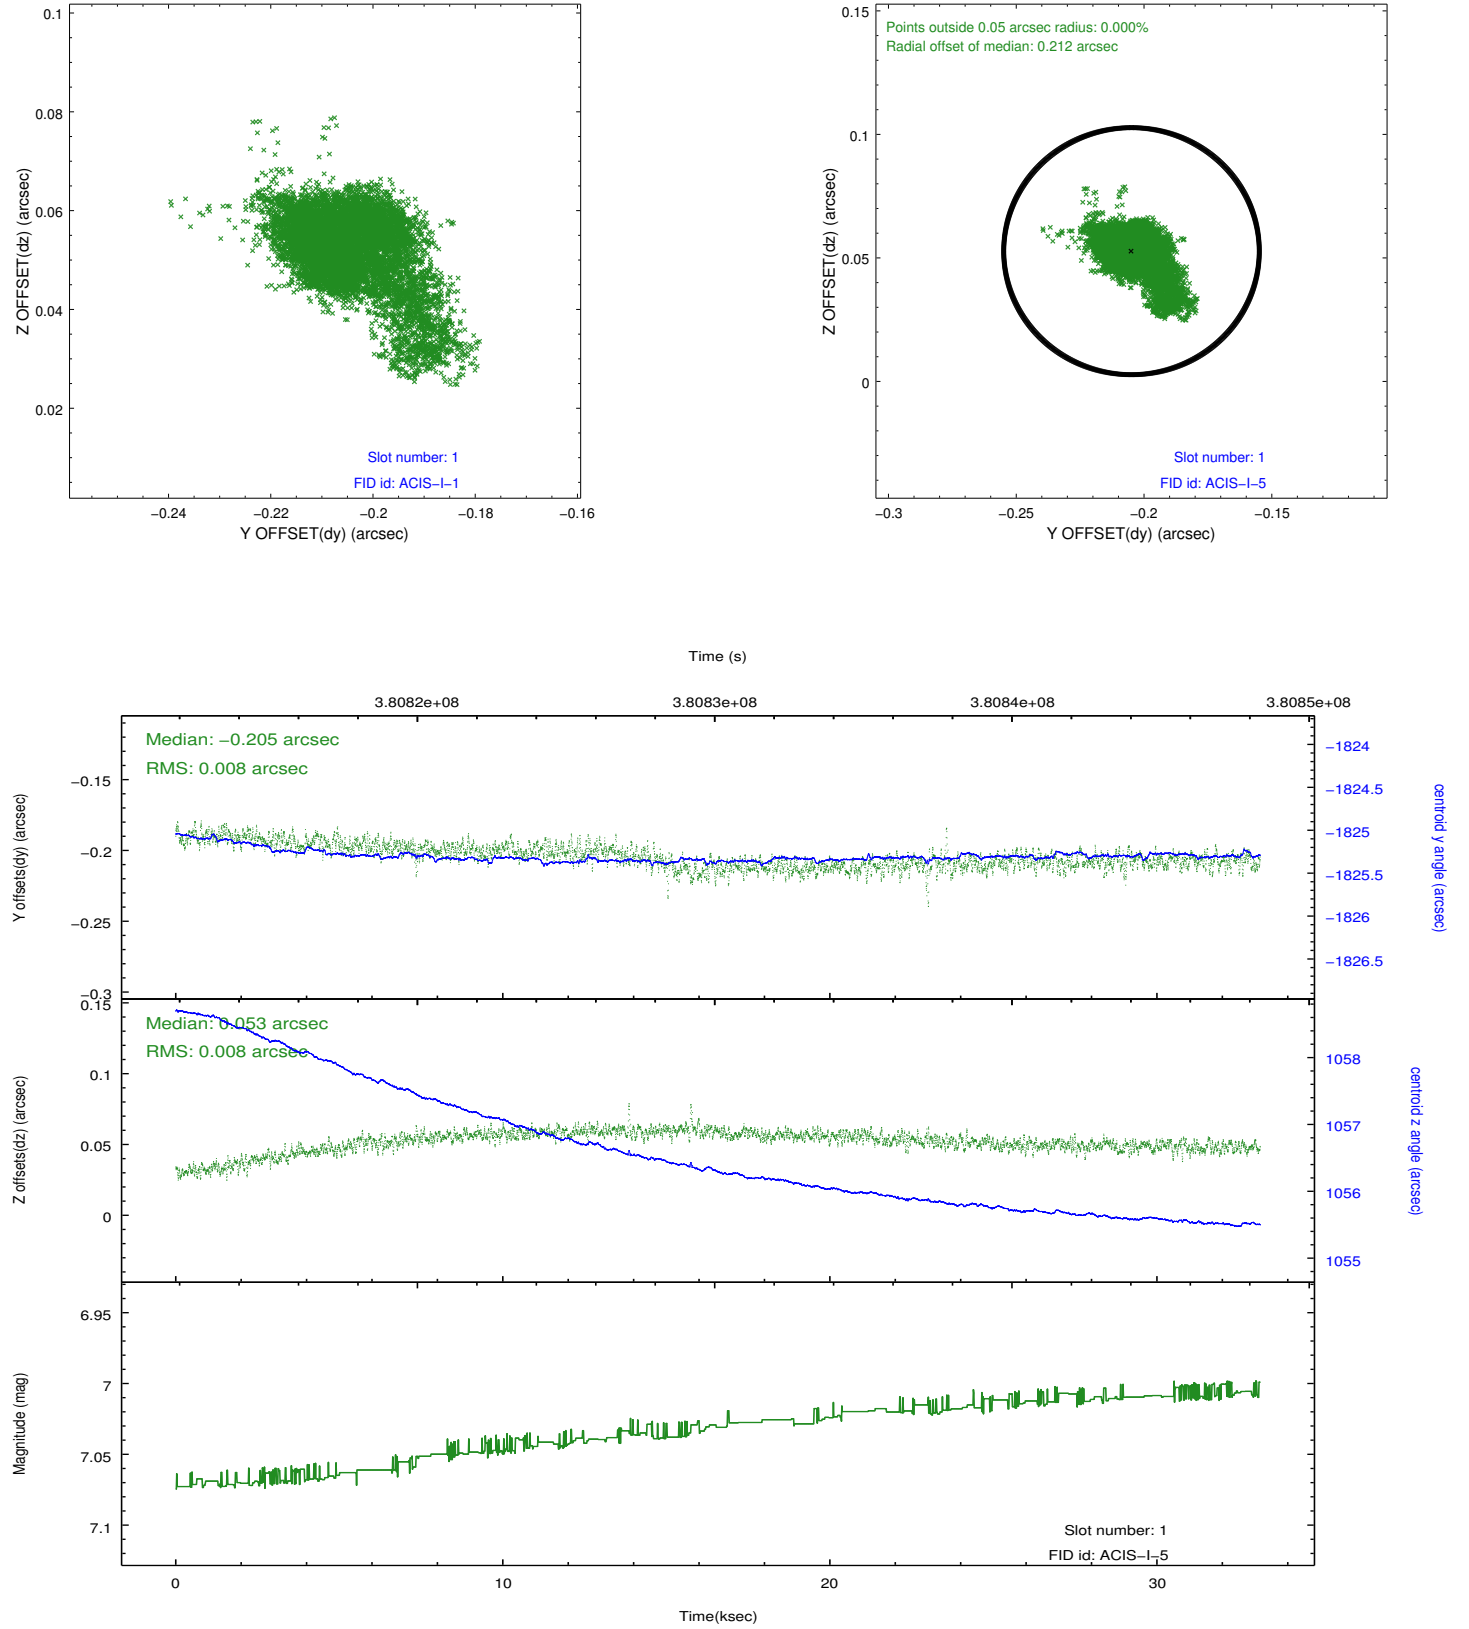 0.1
0.08
0.06
0.04
0.02
Z OFFSET(dz) (arcsec)
Slot number: 1
FID id: ACIS−I−1
−0.24
−0.22
−0.2
−0.18
−0.16
Y OFFSET(dy) (arcsec)
0.15
0.1
0.05
0
Z OFFSET(dz) (arcsec)
Points outside 0.05 arcsec radius: 0.000%
Radial offset of median: 0.212 arcsec
Slot number: 1
FID id: ACIS−I−5
−0.3
−0.25
−0.2
−0.15
Y OFFSET(dy) (arcsec)
Time (s)
3.8082e+08
3.8083e+08
3.8084e+08
3.8085e+08
Median: −0.205 arcsec
RMS: 0.008 arcsec
−0.15
−0.2
−0.25
−0.3
Y offsets(dy) (arcsec)
−1824
−1824.5
−1825
−1825.5
−1826
−1826.5
centroid y angle (arcsec)
Median: 0.053 arcsec
RMS: 0.008 arcsec
0.15
0.1
0.05
0
Z offsets(dz) (arcsec)
1058
1057
1056
1055
centroid z angle (arcsec)
6.95
7
7.05
7.1
Magnitude (mag)
Slot number: 1
FID id: ACIS−I−5
0
10
20
30
Time(ksec)